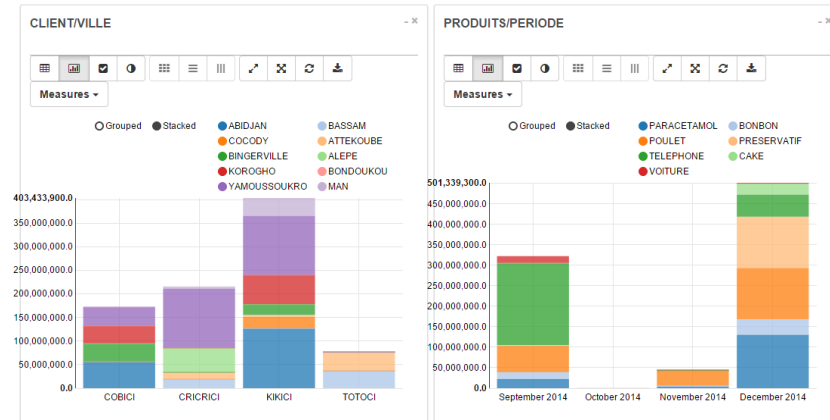 CLIENT/VILLE
Measures
Grouped Stacked
ABIDJAN BASSAM
COCODY ATTEKOUBE
BINGERVILLE ALEPE
KOROGHO BONDOUKOU
YAMOUSSOUKRO MAN
403,433,900.0
350,000,000.0
300,000,000.0
250,000,000.0
200,000,000.0
150,000,000.0
100,000,000.0
50,000,000.0
0.0
COBICI CRICRICI KIKICI TOTOCI
PRODUITS/PERIODE
Measures
Grouped Stacked
PARACETAMOL BONBON
POULET PRESERVATIF
TELEPHONE CAKE
VOITURE
501,339,300.0
450,000,000.0
400,000,000.0
350,000,000.0
300,000,000.0
250,000,000.0
200,000,000.0
150,000,000.0
100,000,000.0
50,000,000.0
0.0
September 2014 October 2014 November 2014 December 2014